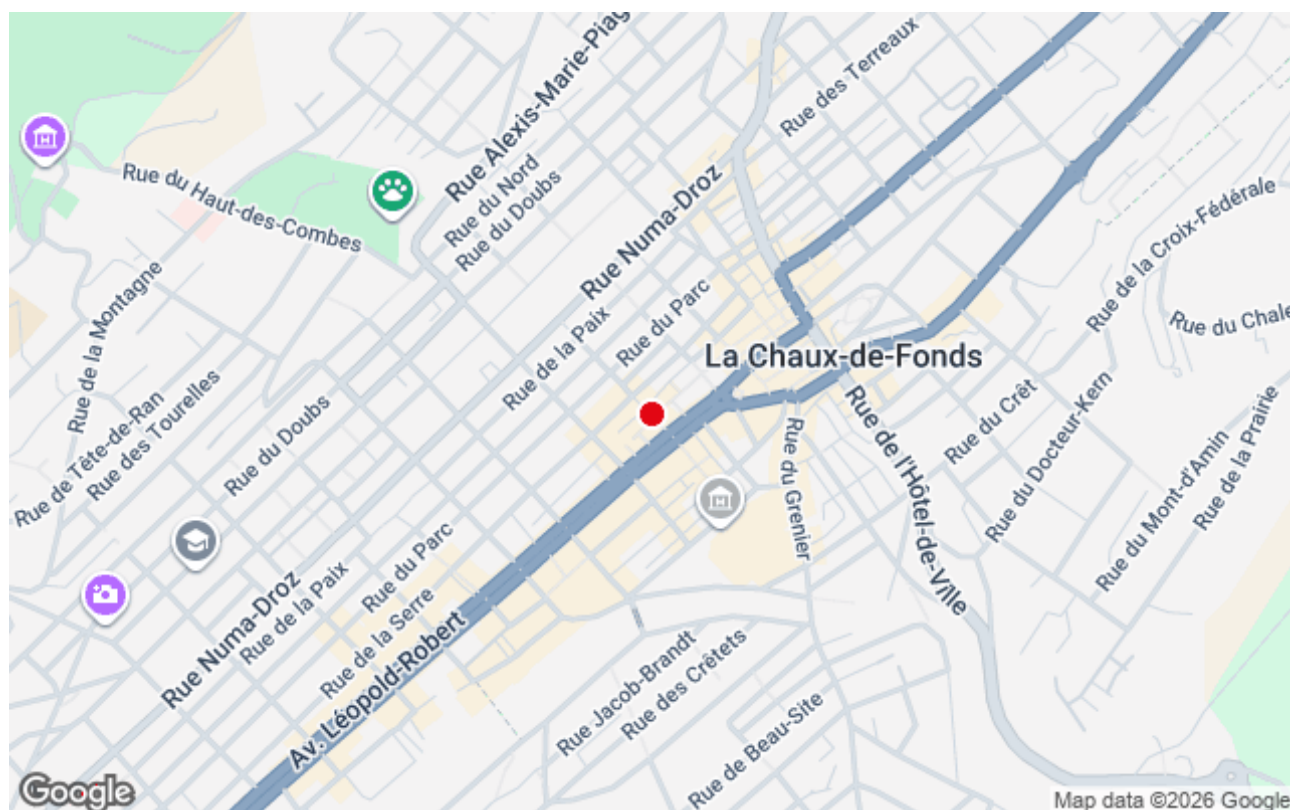 Rue Alexis-Marie-Piag
Rue des Terreaux
Rue du Haut-des-Combes
Rue du Nord
Rue du Doubs
Rue Numa-Droz
Rue de la Croix-Fédérale
Rue de la Montagne
Rue du Parc
Rue de la Paix
Rue du Chale
La Chaux-de-Fonds
Rue de Tête-de-Ran
Rue des Tourelles
Rue du Doubs
Rue du Grenier
Rue de l'Hôtel-de-Ville
Rue du Crêt
Rue du Docteur-Kern
Rue du Mont-d'Amin
Rue de la Prairie
Rue Numa-Droz
Rue de la Paix
Rue du Parc
Rue de la Serre
Av. Léopold-Robert
Rue Jacob-Brandt
Rue des Crêtets
Rue de Beau-Site
Google
Map data ©2026 Google